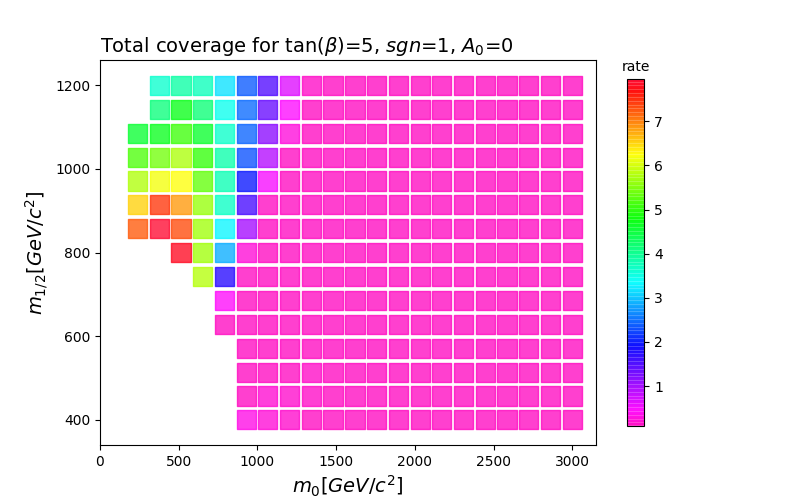 Total coverage for tan(β)=5, sgn=1, A₀=0
rate
1200
1000
800
600
400
m₁/₂[GeV/c²]
0 500 1000 1500 2000 2500 3000
m₀[GeV/c²]
7
6
5
4
3
2
1